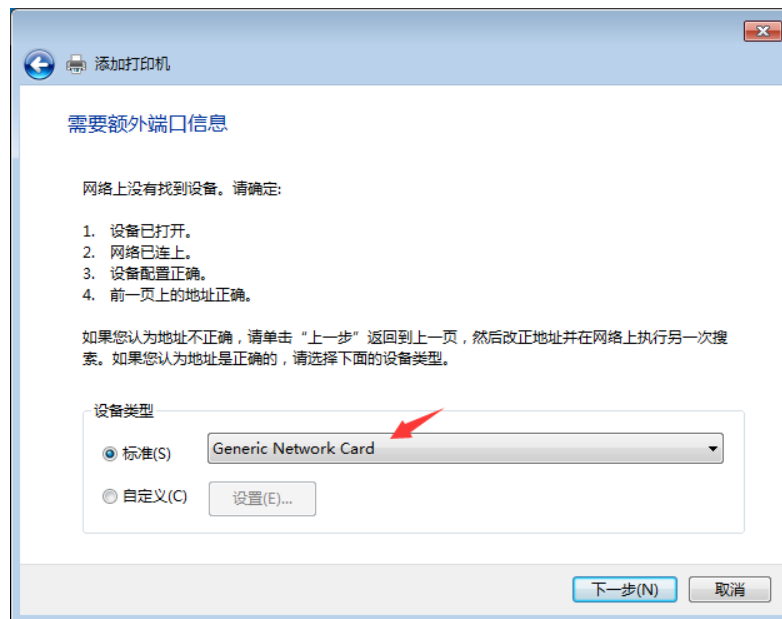 添加打印机
需要额外端口信息
网络上没有找到设备。请确定:
1. 设备已打开。
2. 网络已连上。
3. 设备配置正确。
4. 前一页上的地址正确。
如果您认为地址不正确，请单击“上一步”返回到上一页，然后改正地址并在网络上执行另一次搜
索。如果您认为地址是正确的，请选择下面的设备类型。
设备类型
标准(S)
Generic Network Card
自定义(C)
设置(E)...
下一步(N)
取消